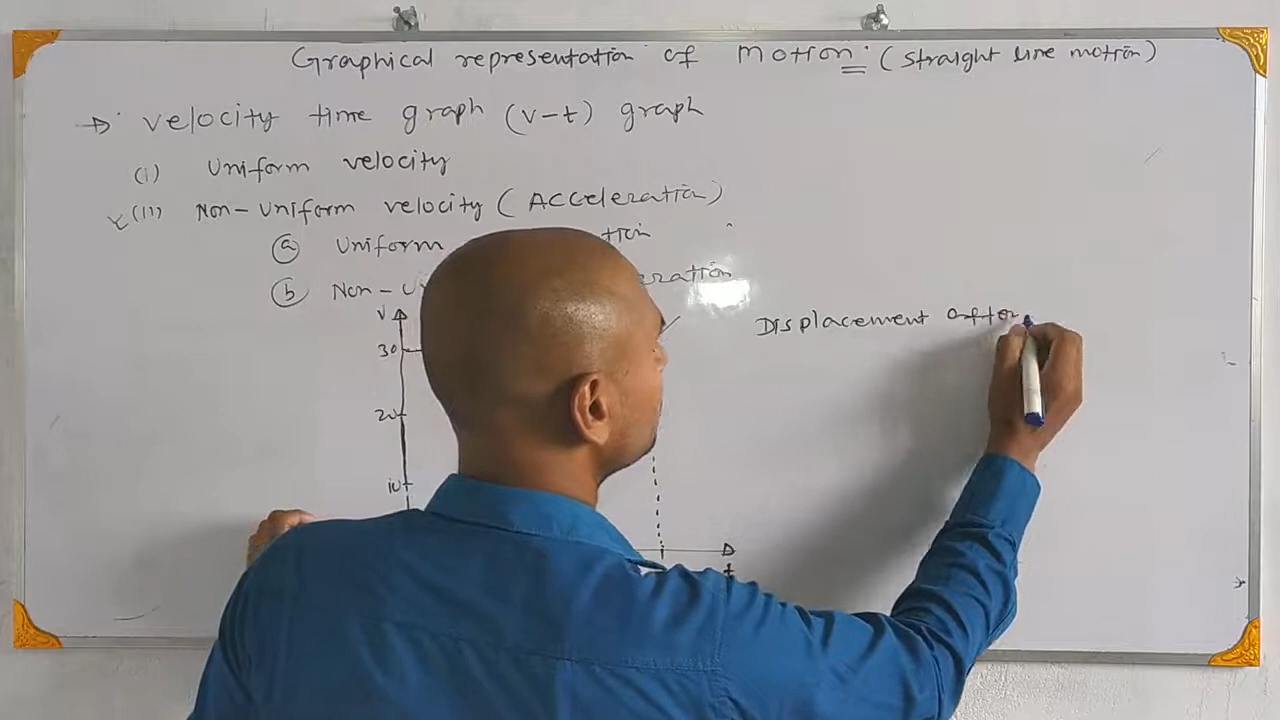 Graphical representation of Motion: (straight line motion)
→ Velocity time graph (v-t) graph
(i) Uniform velocity
(ii) Non-Uniform velocity (Acceleration)
(a) Uniform
(b) Non-
V
30
20
10
t
Displacement after